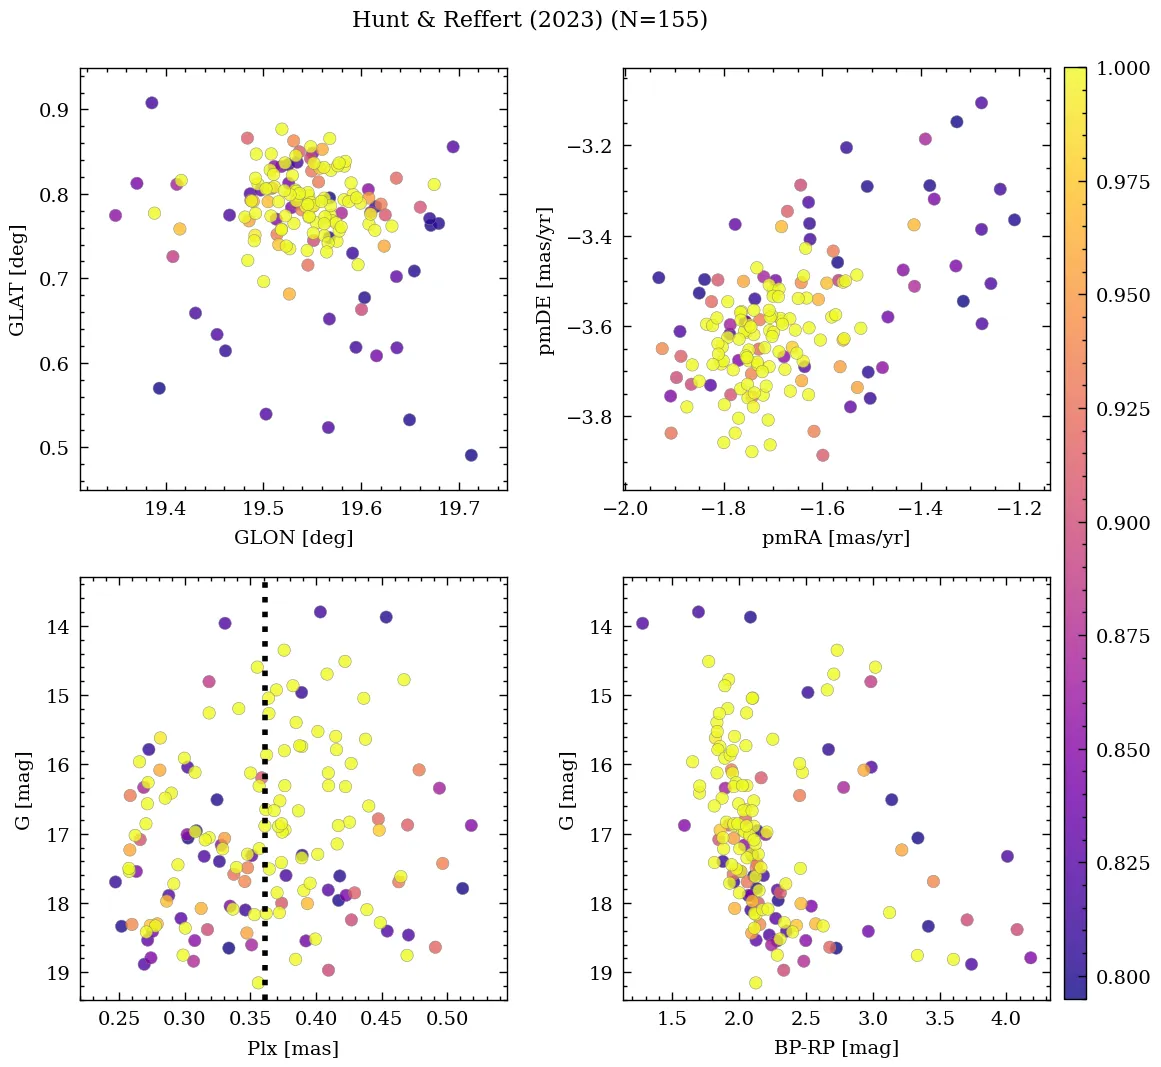 Hunt & Reffert (2023) (N=155)
0.9
0.8
0.7
0.6
0.5
GLAT [deg]
19.4 19.5 19.6 19.7
GLON [deg]
−3.2
−3.4
−3.6
−3.8
pmDE [mas/yr]
−2.0 −1.8 −1.6 −1.4 −1.2
pmRA [mas/yr]
14
15
16
17
18
19
G [mag]
0.25 0.30 0.35 0.40 0.45 0.50
Plx [mas]
14
15
16
17
18
19
G [mag]
1.5 2.0 2.5 3.0 3.5 4.0
BP-RP [mag]
1.000
0.975
0.950
0.925
0.900
0.875
0.850
0.825
0.800